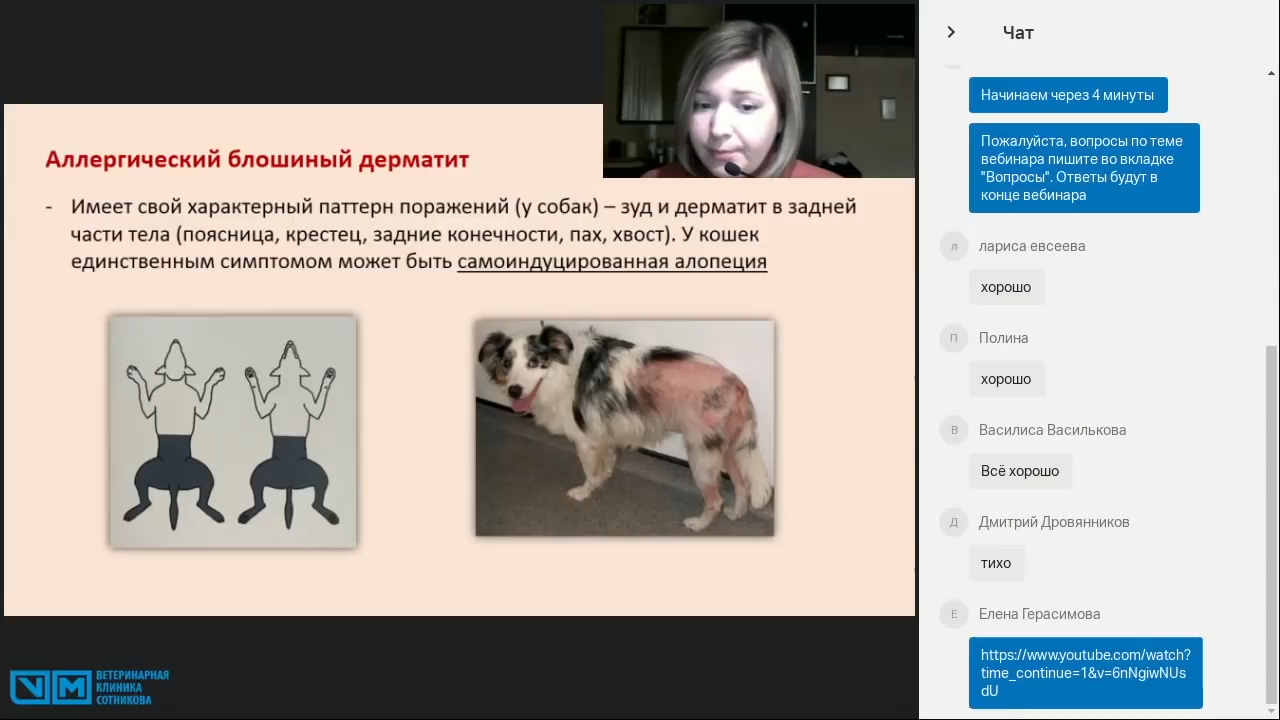 Аллергический блошиный дерматит
- Имеет свой характерный паттерн поражений (у собак) – зуд и дерматит в задней
части тела (поясница, крестец, задние конечности, пах, хвост). У кошек
единственным симптомом может быть самоиндуцированная алопеция
VM
ВЕТЕРИНАРНАЯ
КЛИНИКА
СОТНИКОВА
Чат
Начинаем через 4 минуты
Пожалуйста, вопросы по теме
вебинара пишите во вкладке
"Вопросы". Ответы будут в
конце вебинара
л
лариса евсеева
хорошо
П
Полина
хорошо
В
Василиса Василькова
Всё хорошо
Д
Дмитрий Дровянников
тихо
Е
Елена Герасимова
https://www.youtube.com/watch?
time_continue=1&v=6nNgiwNUs
dU